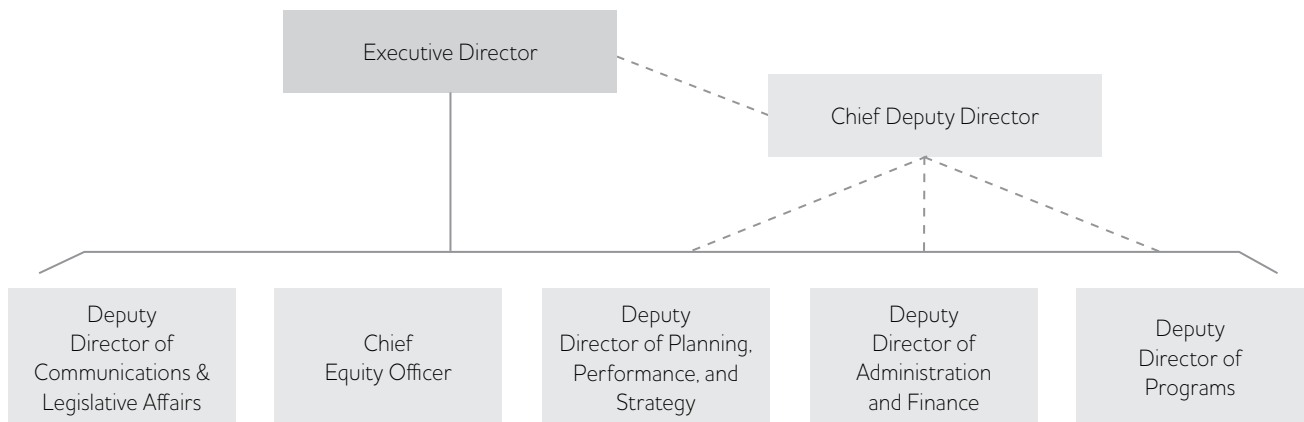 Executive Director
Chief Deputy Director
Deputy
Director of
Communications &
Legislative Affairs
Chief
Equity Officer
Deputy
Director of Planning,
Performance, and
Strategy
Deputy
Director of
Administration
and Finance
Deputy
Director of
Programs